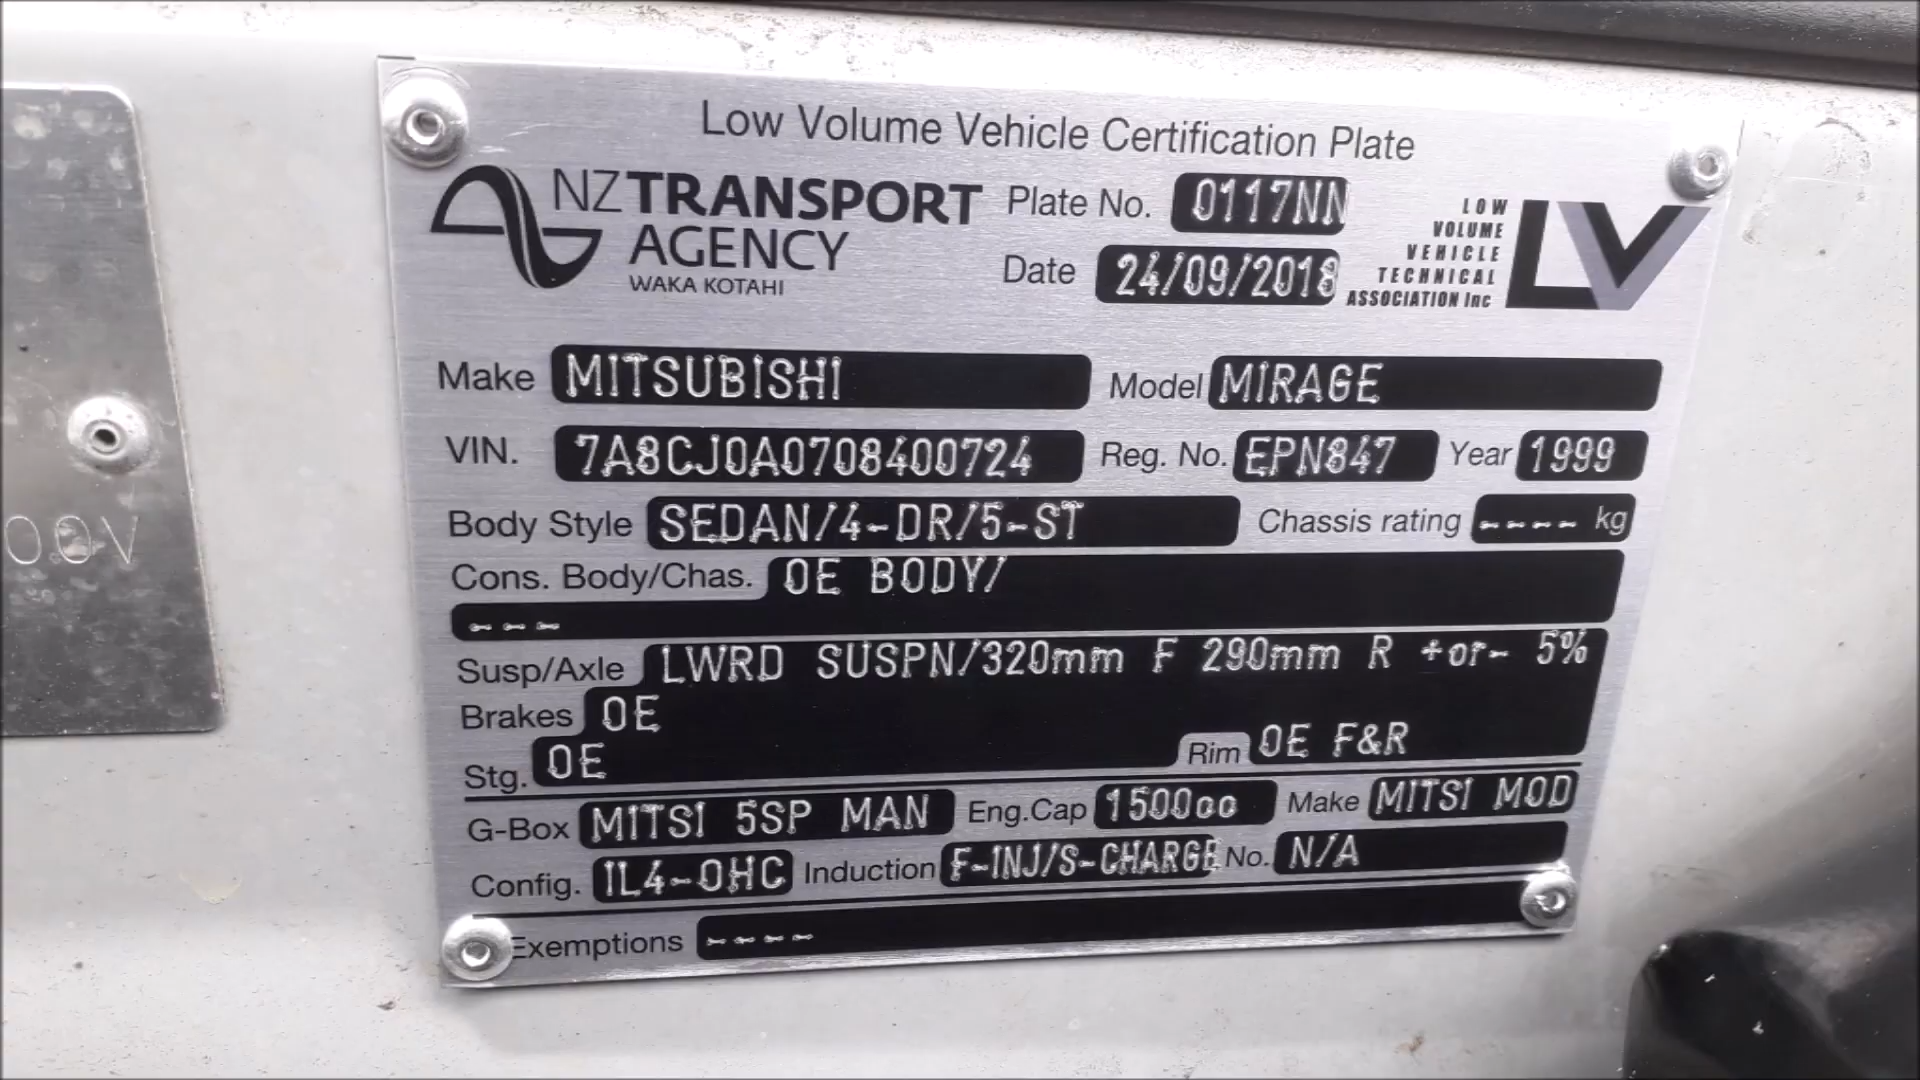 Low Volume Vehicle Certification Plate
NZTRANSPORT
AGENCY
WAKA KOTAHI
Plate No. 0117NN
Date 24/09/2018
LOW
VOLUME
VEHICLE
TECHNICAL
ASSOCIATION Inc
LV
Make MITSUBISHI Model MIRAGE
VIN. 7A8CJ0A0708400724 Reg. No. EPN847 Year 1999
Body Style SEDAN/4-DR/5-ST Chassis rating ---- kg
Cons. Body/Chas. OE BODY/
---
Susp/Axle LWRD SUSPN/320mm F 290mm R +or- 5%
Brakes OE
Stg. OE Rim OE F&R
G-Box MITSI 5SP MAN Eng.Cap 1500cc Make MITSI MOD
Config. IL4-OHC Induction F-INJ/S-CHARGE No. N/A
Exemptions ----
00V